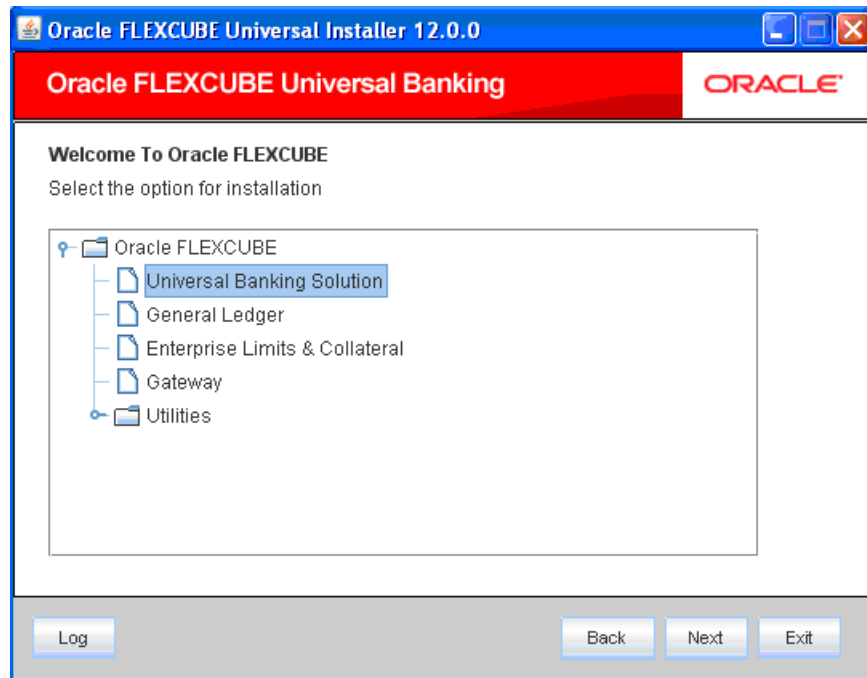 Oracle FLEXCUBE Universal Installer 12.0.0
Oracle FLEXCUBE Universal Banking
ORACLE
Welcome To Oracle FLEXCUBE
Select the option for installation
Oracle FLEXCUBE
Universal Banking Solution
General Ledger
Enterprise Limits & Collateral
Gateway
Utilities
Log
Back
Next
Exit